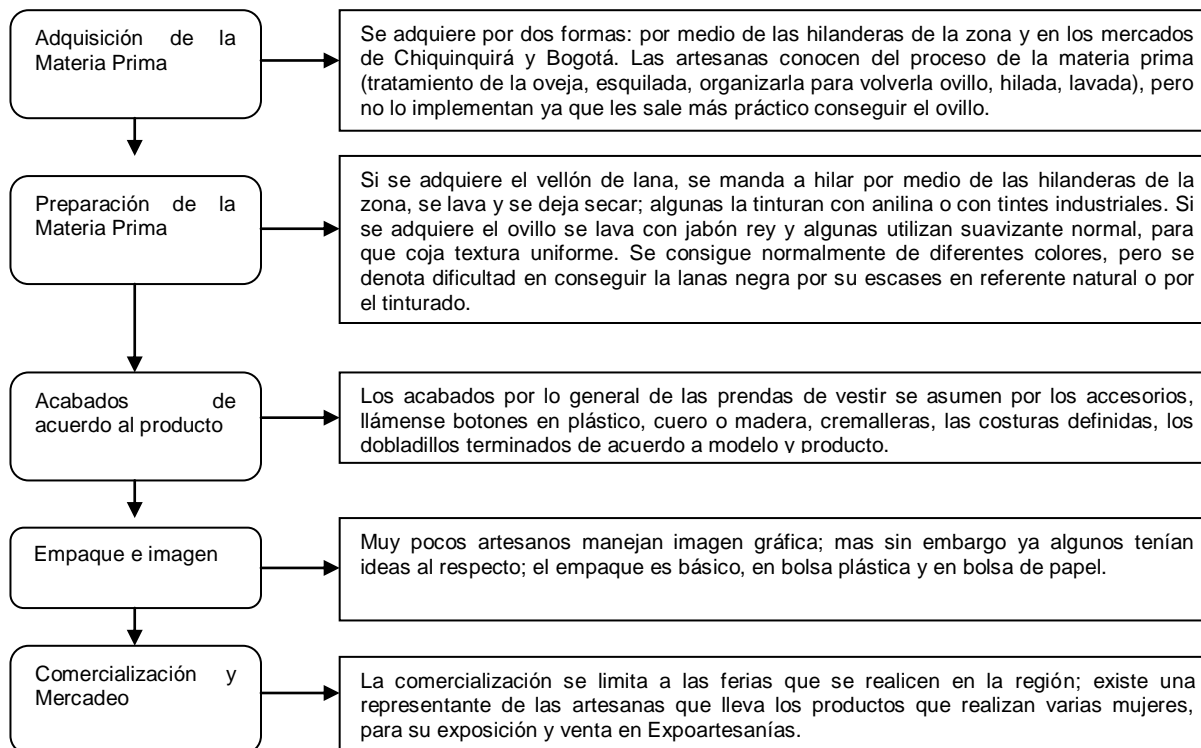 Adquisición de la
Materia Prima
Se adquiere por dos formas: por medio de las hilanderas de la zona y en los mercados
de Chiquinquirá y Bogotá. Las artesanas conocen del proceso de la materia prima
(tratamiento de la oveja, esquilada, organizarla para volverla ovillo, hilada, lavada), pero
no lo implementan ya que les sale más práctico conseguir el ovillo.
Preparación de la
Materia Prima
Si se adquiere el vellón de lana, se manda a hilar por medio de las hilanderas de la
zona, se lava y se deja secar; algunas la tinturan con anilina o con tintes industriales. Si
se adquiere el ovillo se lava con jabón rey y algunas utilizan suavizante normal, para
que coja textura uniforme. Se consigue normalmente de diferentes colores, pero se
denota dificultad en conseguir la lanas negra por su escases en referente natural o por
el tinturado.
Acabados de
acuerdo al producto
Los acabados por lo general de las prendas de vestir se asumen por los accesorios,
llámense botones en plástico, cuero o madera, cremalleras, las costuras definidas, los
dobladillos terminados de acuerdo a modelo y producto.
Empaque e imagen
Muy pocos artesanos manejan imagen gráfica; mas sin embargo ya algunos tenían
ideas al respecto; el empaque es básico, en bolsa plástica y en bolsa de papel.
Comercialización y
Mercadeo
La comercialización se limita a las ferias que se realicen en la región; existe una
representante de las artesanas que lleva los productos que realizan varias mujeres,
para su exposición y venta en Expoartesanías.